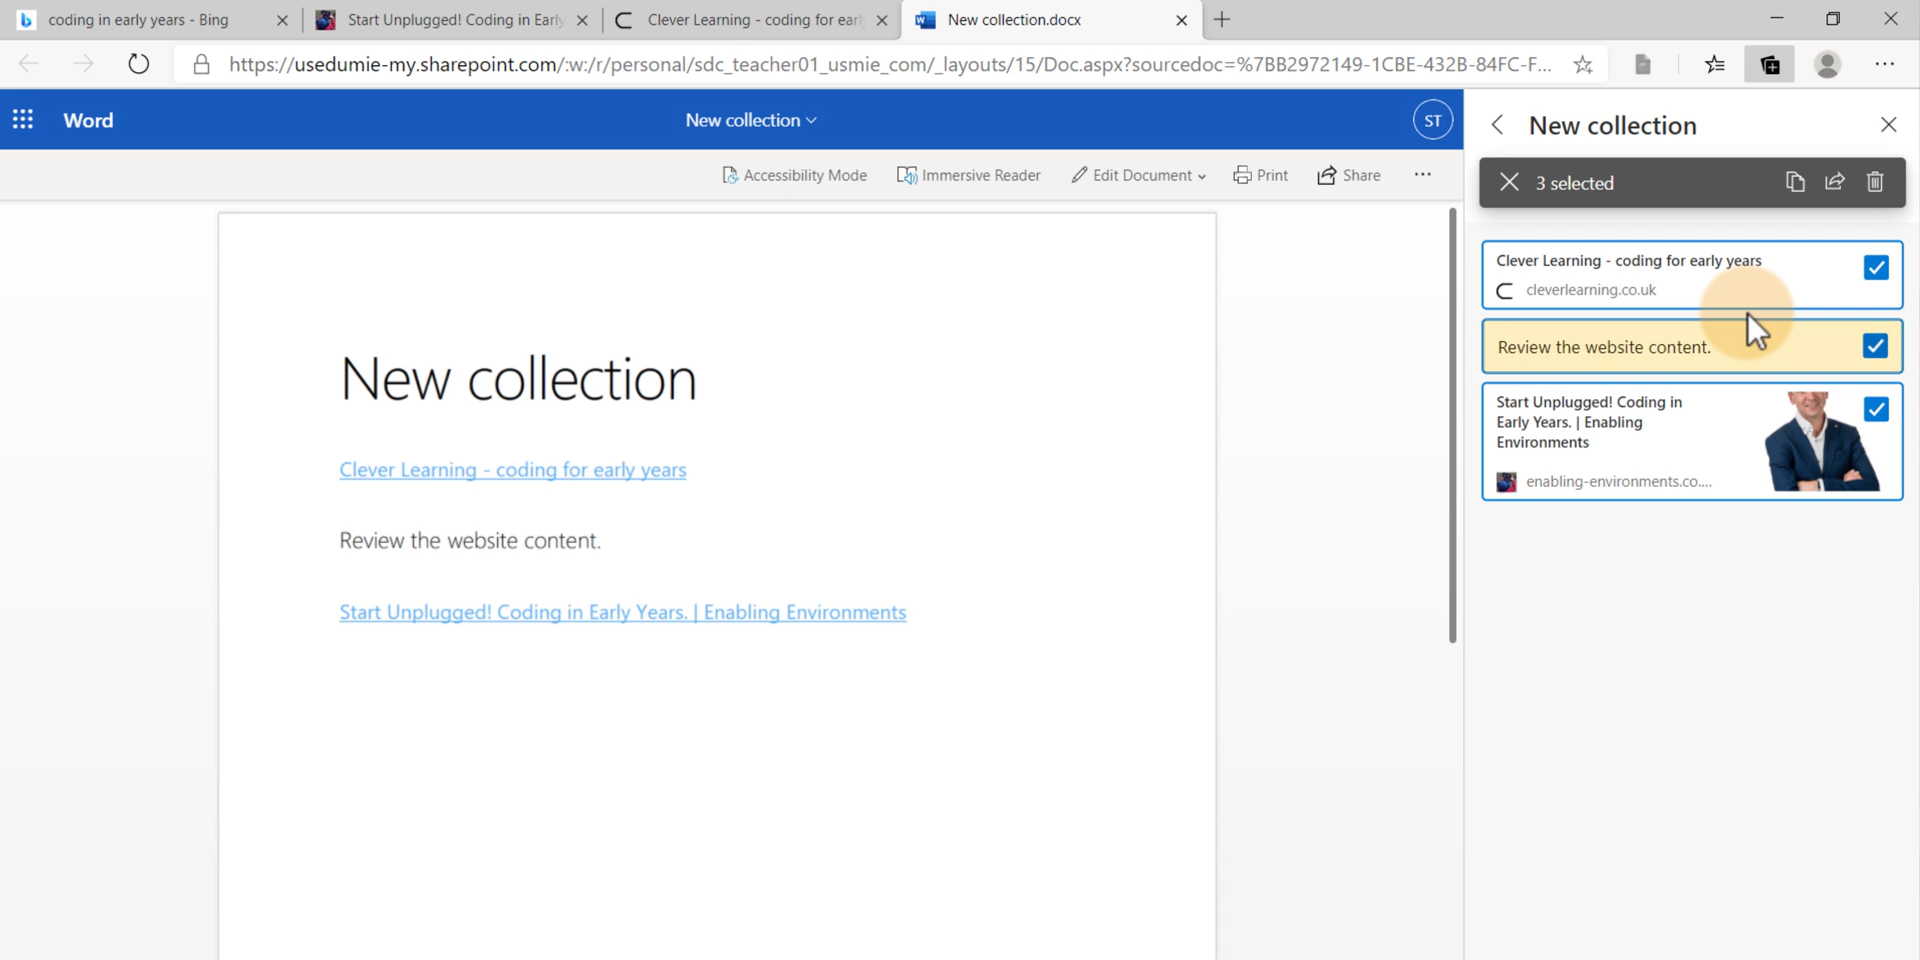 coding in early years - Bing
Start Unplugged! Coding in Earl
Clever Learning - coding for earl
New collection.docx
https://usedumie-my.sharepoint.com/:w:/r/personal/sdc_teacher01_usmie_com/_layouts/15/Doc.aspx?sourcedoc=%7BB2972149-1CBE-432B-84FC-F...
Word
New collection
ST
Accessibility Mode
Immersive Reader
Edit Document
Print
Share
New collection
3 selected
Clever Learning - coding for early years
cleverlearning.co.uk
Review the website content.
Start Unplugged! Coding in
Early Years. | Enabling
Environments
enabling-environments.co....
New collection
Clever Learning - coding for early years
Review the website content.
Start Unplugged! Coding in Early Years. | Enabling Environments